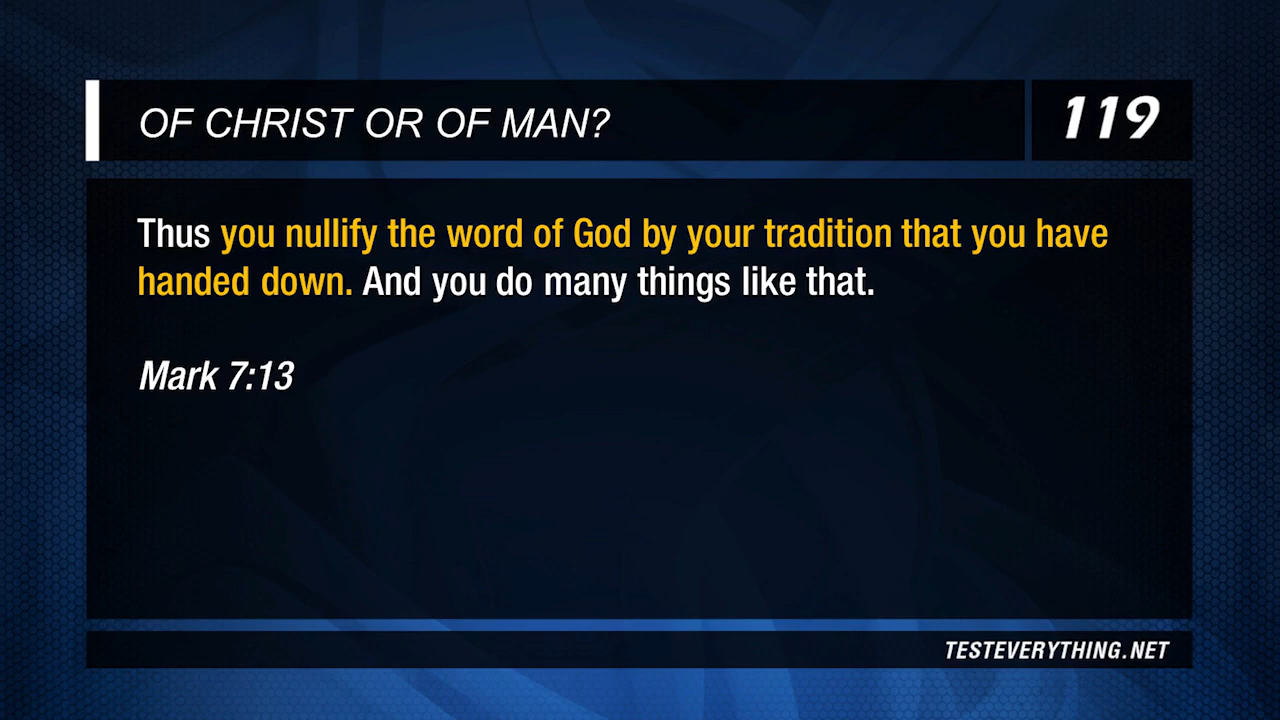 OF CHRIST OR OF MAN?
119
Thus you nullify the word of God by your tradition that you have
handed down. And you do many things like that.
Mark 7:13
TESTEVERYTHING.NET